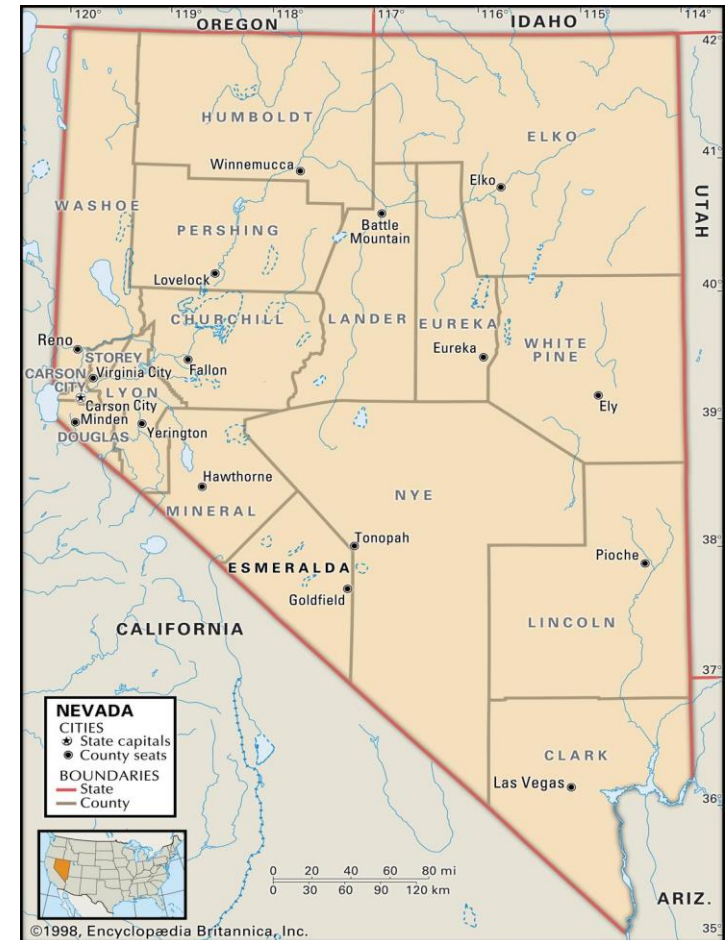 120° 119° 118° 117° 116° 115° 114°
OREGON IDAHO
42°
HUMBOLDT
ELKO
41°
Winnemucca
Elko
UTAH
WASHOE
Battle
Mountain
PERSHING
Lovelock
40°
CHURCHILL
LANDER
EUREKA
WHITE
PINE
Reno
STOREY
Virginia City
Fallon
Eureka
CARSON
CITY
LYON
Carson City
Ely
39°
Minden
DOUGLAS
Yerington
Hawthorne
NYE
MINERAL
Tonopah
38°
Pioche
ESMERALDA
Goldfield
LINCOLN
CALIFORNIA
37°
NEVADA
CITIES
State capitals
County seats
BOUNDARIES
State
County
CLARK
Las Vegas
36°
0 20 40 60 80 mi
0 30 60 90 120 km
ARIZ.
35°
©1998, Encyclopædia Britannica, Inc.